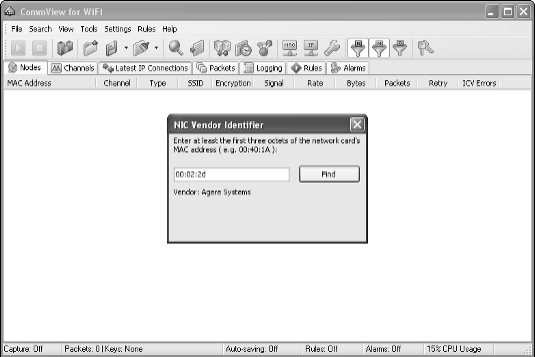 CommView for WiFi
File Search View Tools Settings Rules Help
Nodes Channels Latest IP Connections Packets Logging Rules Alarms
MAC Address Channel Type SSID Encryption Signal Rate Bytes Packets Retry ICV Errors
NIC Vendor Identifier
Enter at least the first three octets of the network card's
MAC address ( e.g. 00:40:1A ):
00:02:2d Find
Vendor: Agere Systems
Capture: Off Packets: 0 | Keys: None Auto-saving: Off Rules: Off Alarms: Off 15% CPU Usage